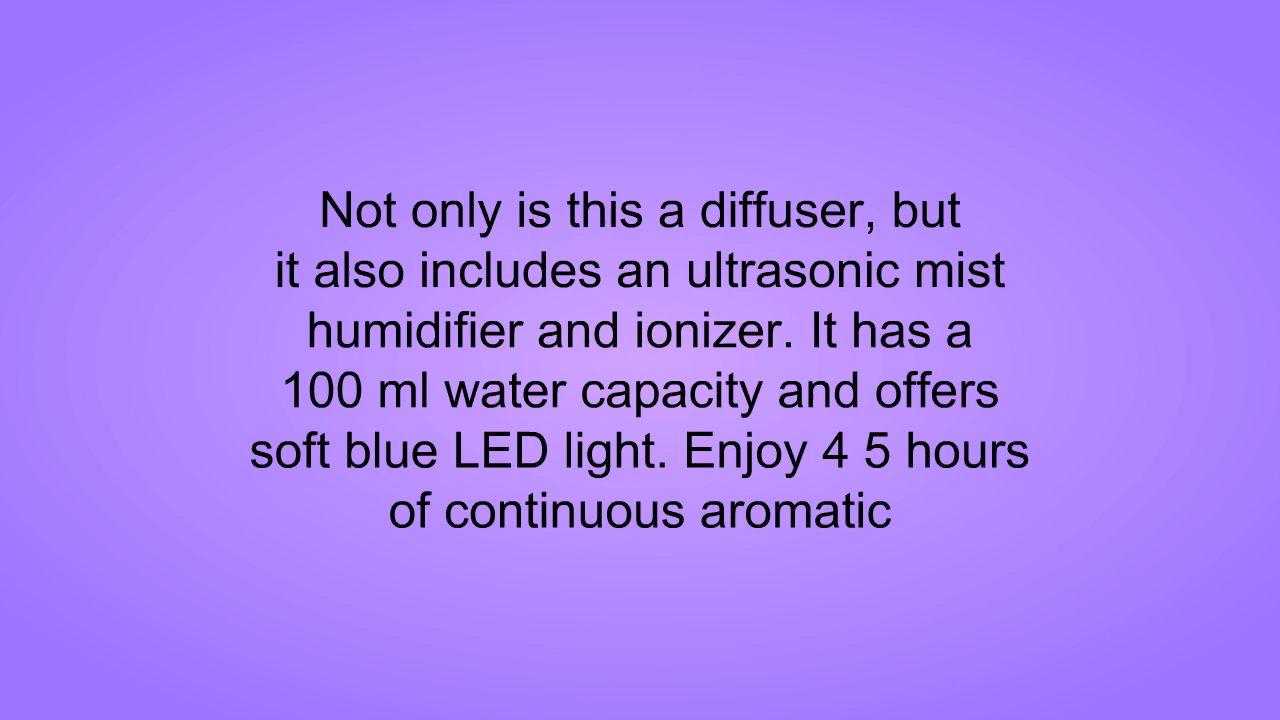 Not only is this a diffuser, but
it also includes an ultrasonic mist
humidifier and ionizer. It has a
100 ml water capacity and offers
soft blue LED light. Enjoy 4 5 hours
of continuous aromatic